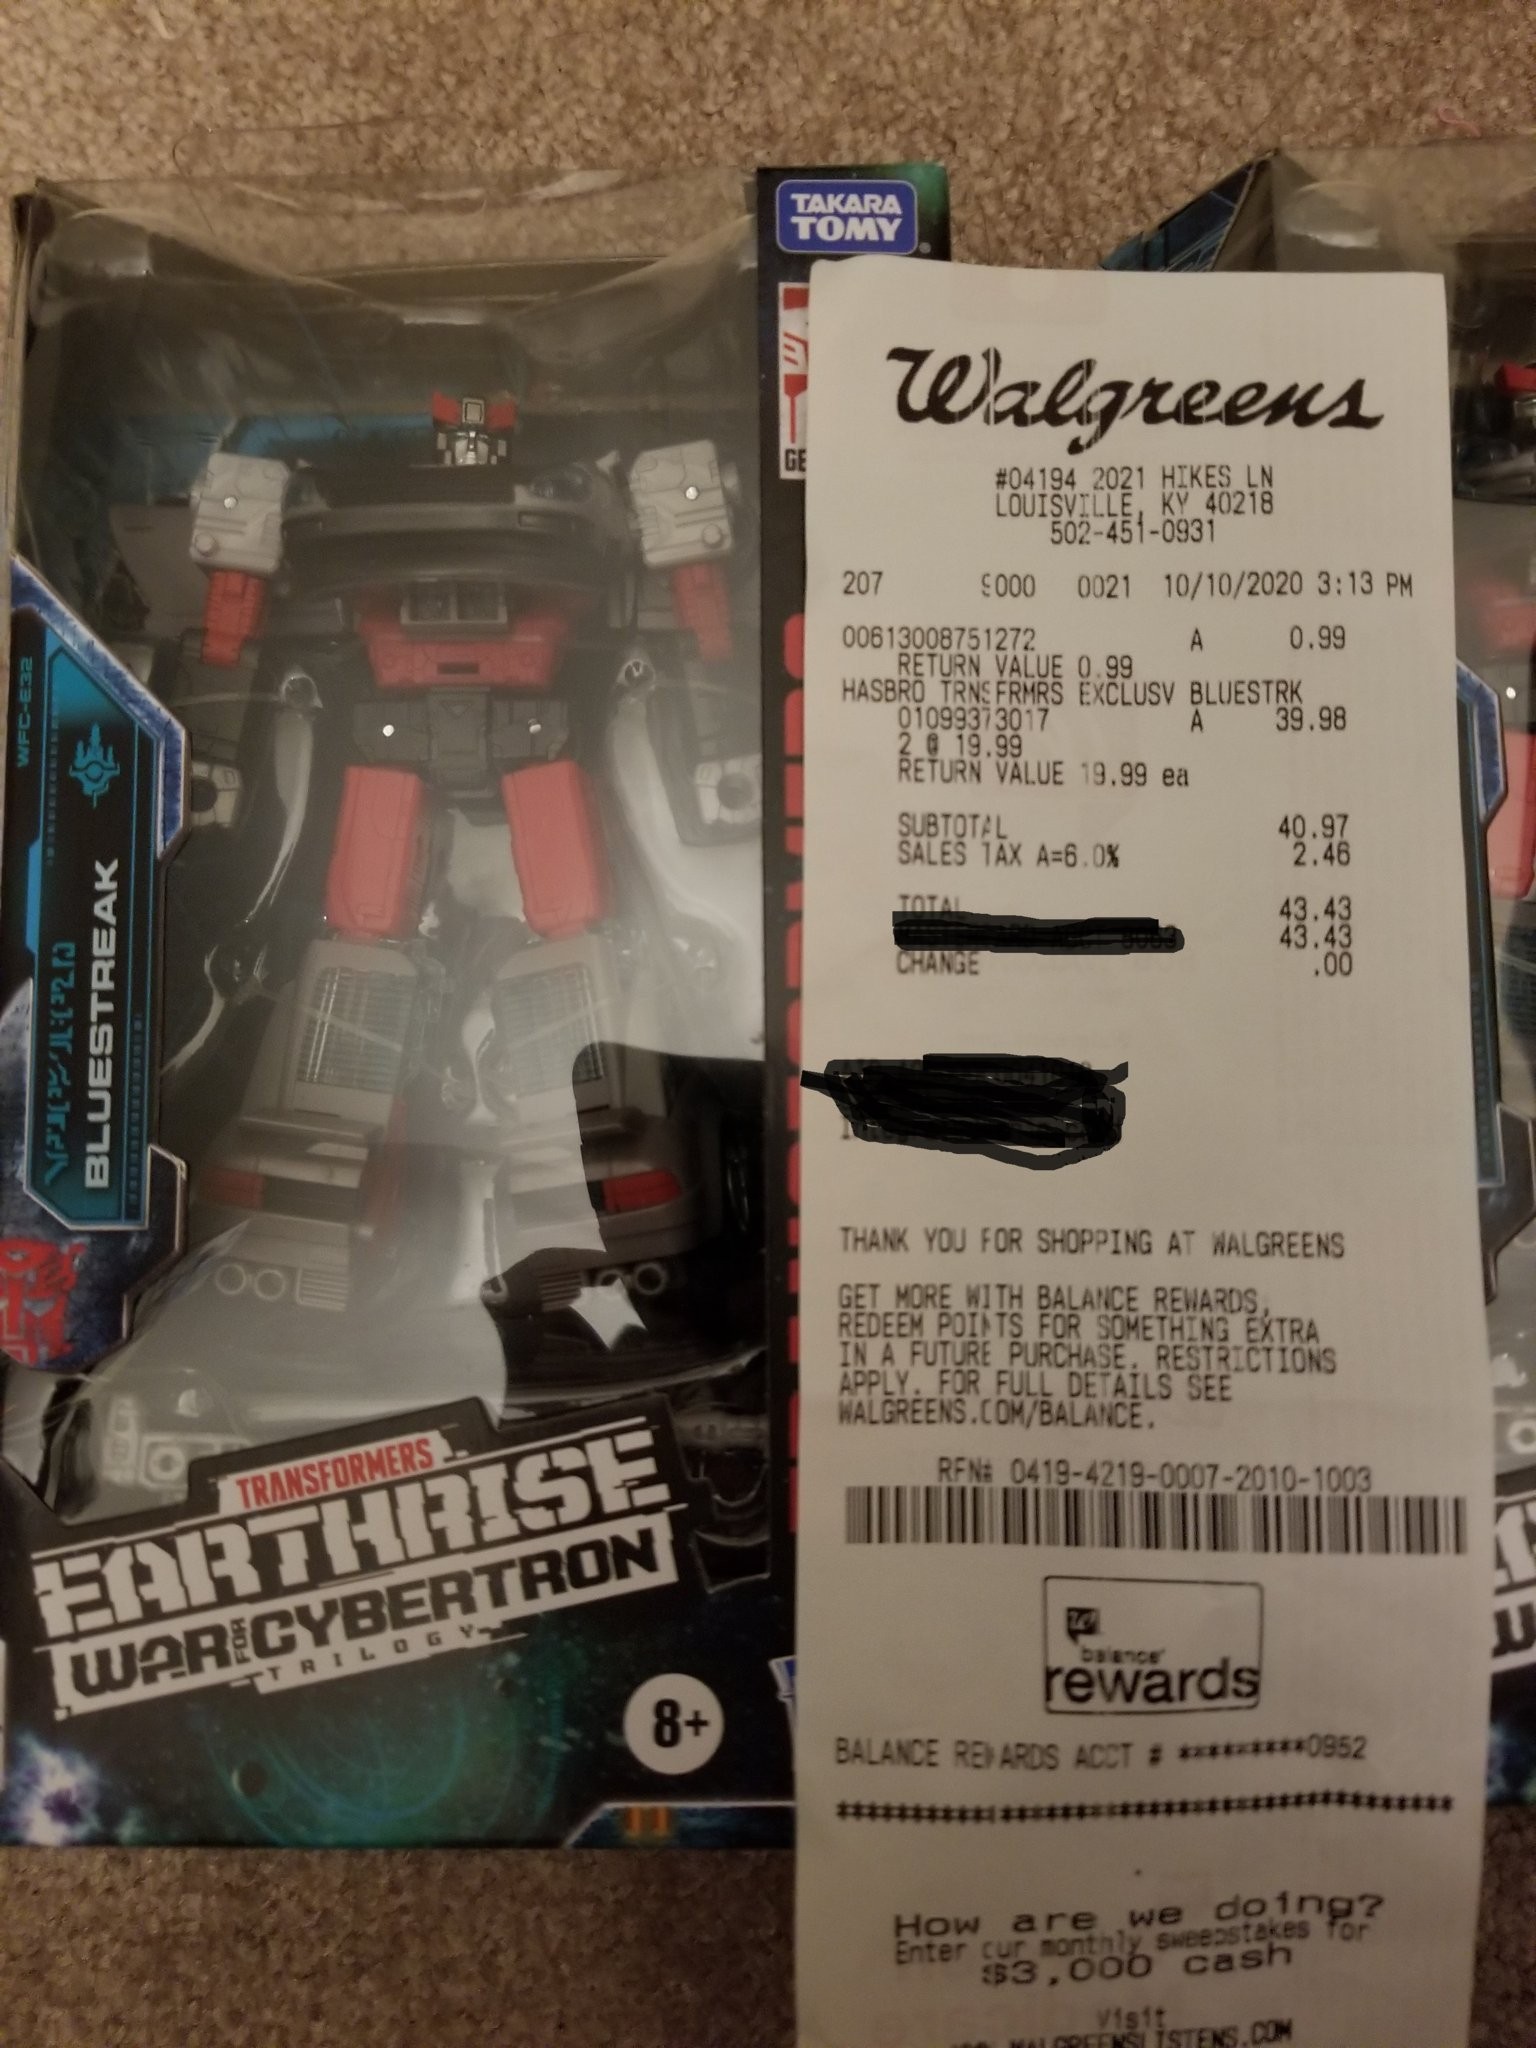 TAKARA
TOMY
GE
WFC-E32
BLUESTREAK
TRANSFORMERS
EARTHRISE
WAR FOR CYBERTRON
TRILOGY
8+
Walgreens
#04194 2021 HIKES LN
LOUISVILLE, KY 40218
502-451-0931
207 9000 0021 10/10/2020 3:13 PM
00613008751272 A 0.99
RETURN VALUE 0.99
HASBRO TRNSFRMRS EXCLUSV BLUESTRK
01099373017 A 39.98
2 @ 19.99
RETURN VALUE 19.99 ea
SUBTOTAL 40.97
SALES TAX A=6.0% 2.46
TOTAL 43.43
43.43
CHANGE .00
THANK YOU FOR SHOPPING AT WALGREENS
GET MORE WITH BALANCE REWARDS,
REDEEM POINTS FOR SOMETHING EXTRA
IN A FUTURE PURCHASE. RESTRICTIONS
APPLY. FOR FULL DETAILS SEE
WALGREENS.COM/BALANCE.
RFN# 0419-4219-0007-2010-1003
balance
rewards
BALANCE REWARDS ACCT # *********0952
******************************************
How are we doing?
Enter our monthly sweepstakes for
$3,000 cash
Visit
WALGREENSLISTENS.COM